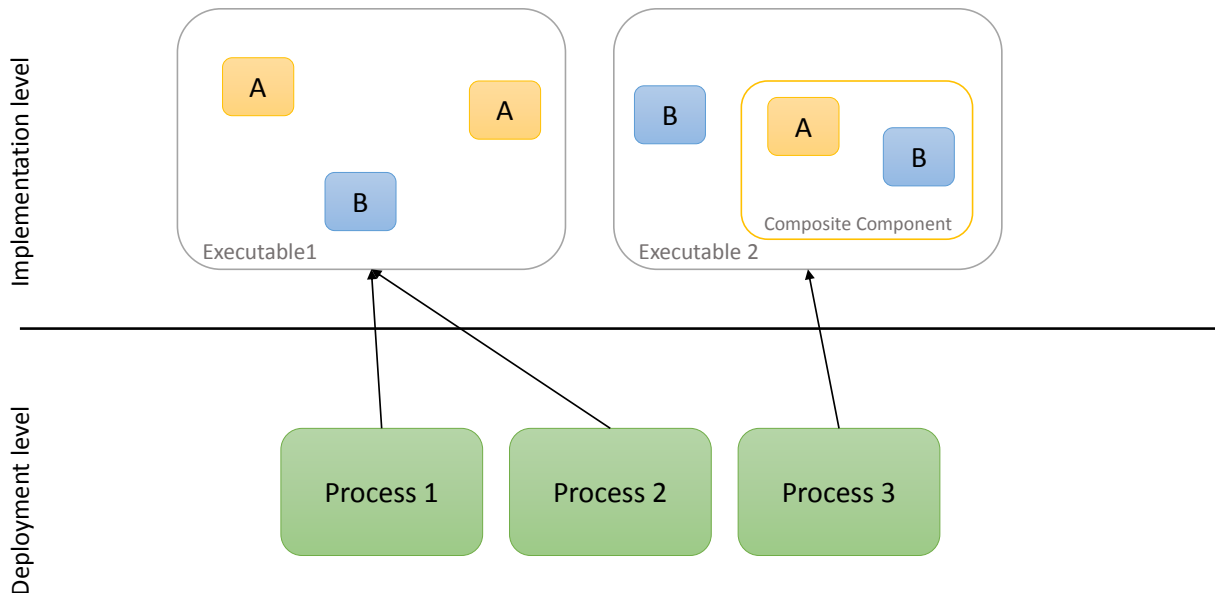 Implementation level
A
A
B
Executable1
B
A
B
Composite Component
Executable 2
Deployment level
Process 1
Process 2
Process 3